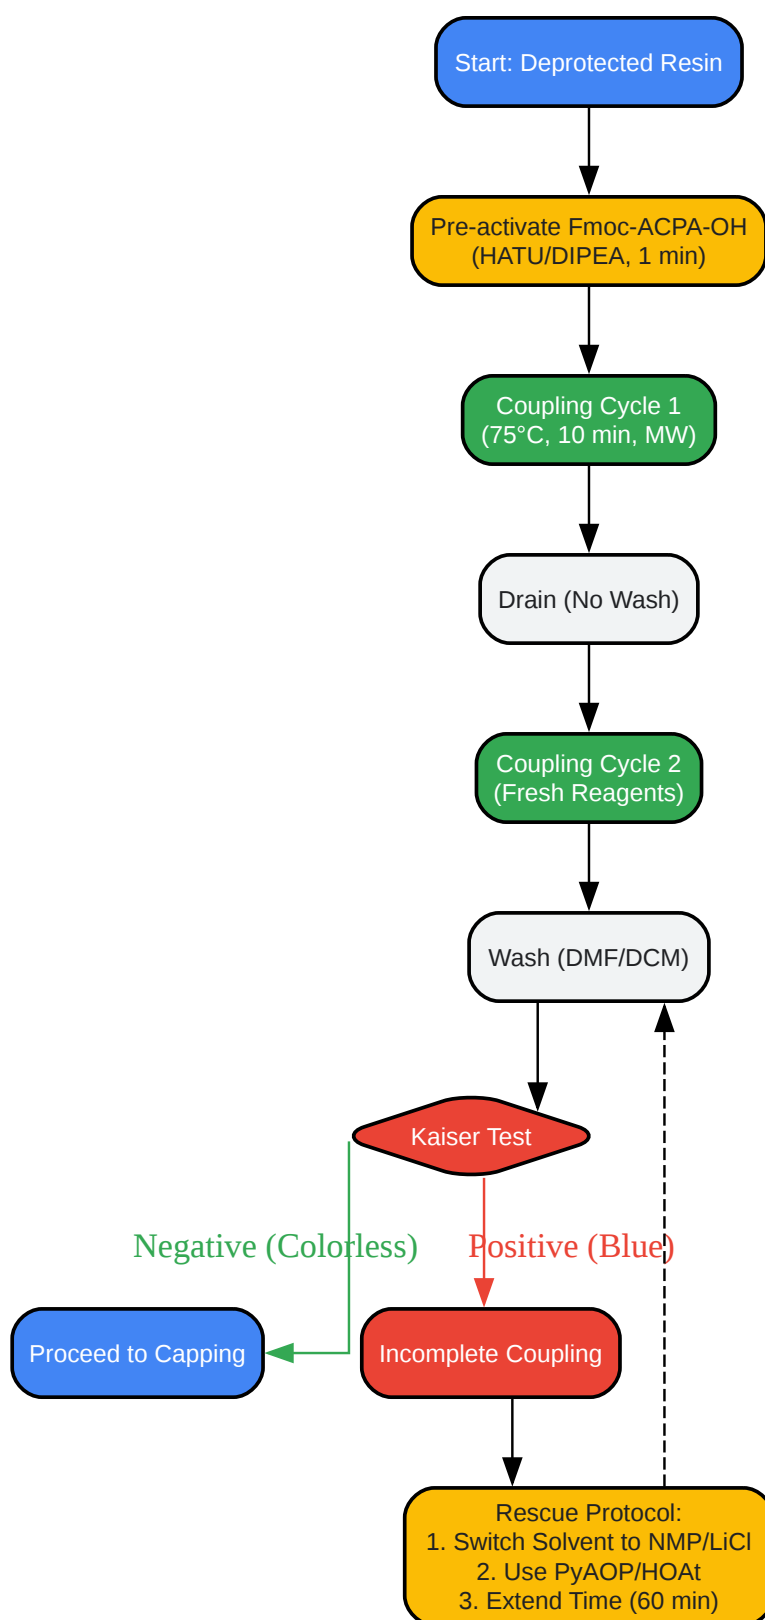 Start: Deprotected Resin
Pre-activate Fmoc-ACPA-OH
(HATU/DIPEA, 1 min)
Coupling Cycle 1
(75°C, 10 min, MW)
Drain (No Wash)
Coupling Cycle 2
(Fresh Reagents)
Wash (DMF/DCM)
Kaiser Test
Negative (Colorless)
Positive (Blue)
Proceed to Capping
Incomplete Coupling
Rescue Protocol:
1. Switch Solvent to NMP/LiCl
2. Use PyAOP/HOAt
3. Extend Time (60 min)